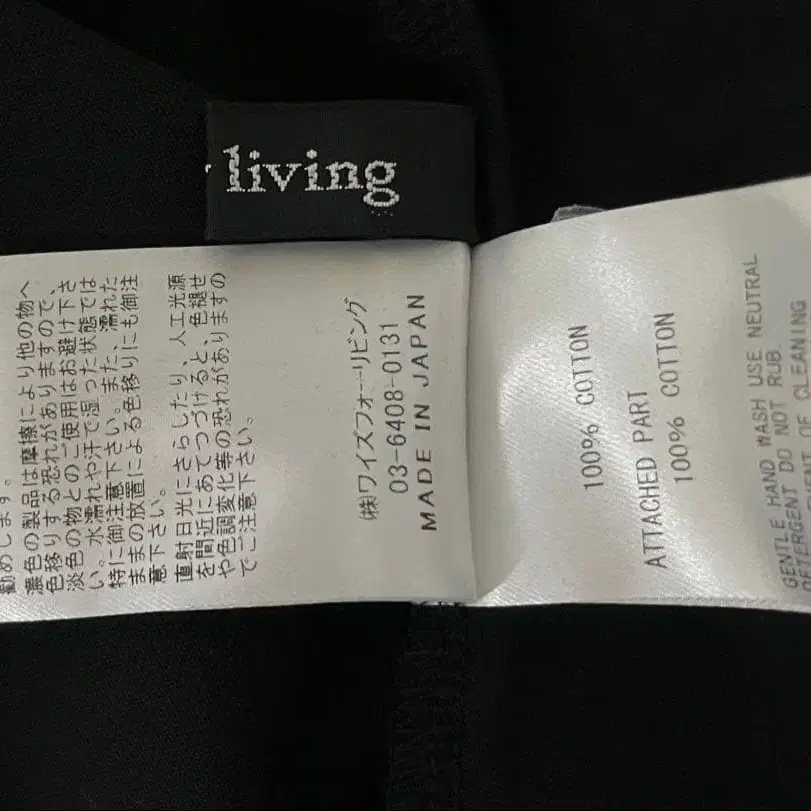 living
勧めします。
濃色の製品は摩擦により他の物へ
色移りする恐れがありますので、
淡色の物とのご使用はお避け下さ
い。水濡れや汗で湿った状態では
特に御注意下さい。また、濡れた
ままの放置による色移りにも御注
意下さい。
直射日光にさらしたり、人工光源
を間近にあてつづけると、色褪せ
や色調変化等の恐れがありますの
でご注意下さい。
(株)ワイズフォーリビング
03-6408-0131
MADE IN JAPAN
100% COTTON
ATTACHED PART
100% COTTON
GENTLE HAND WASH USE NEUTRAL
DETERGENT DO NOT RUB.
OF CLEANING